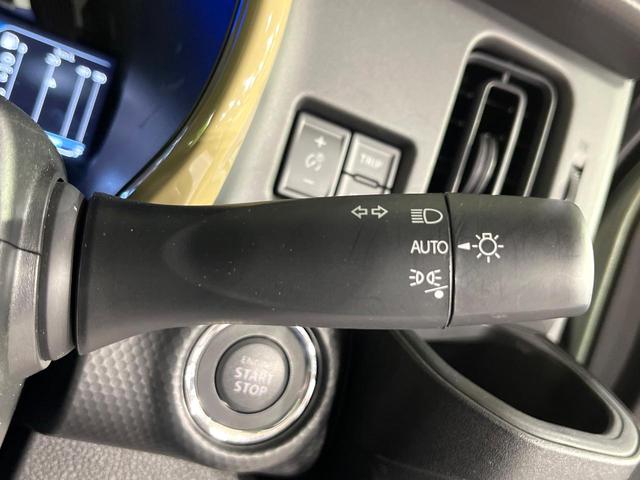 +
TRIP
−
AUTO
ENGINE
START
STOP